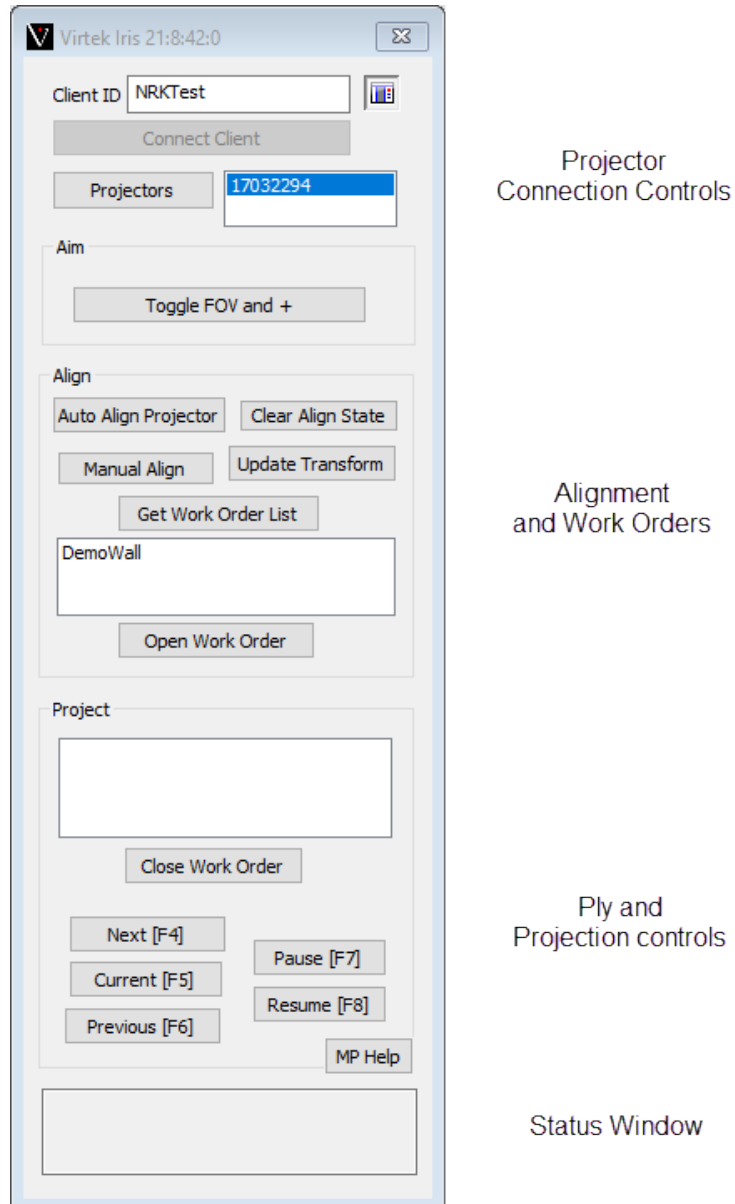 Virtek Iris 21:8:42:0
Client ID NRKTest
Connect Client
Projectors 17032294
Projector
Connection Controls
Aim
Toggle FOV and +
Align
Auto Align Projector Clear Align State
Manual Align Update Transform
Get Work Order List
DemoWall
Open Work Order
Alignment
and Work Orders
Project
Close Work Order
Next [F4]
Pause [F7]
Current [F5]
Resume [F8]
Previous [F6]
MP Help
Ply and
Projection controls
Status Window